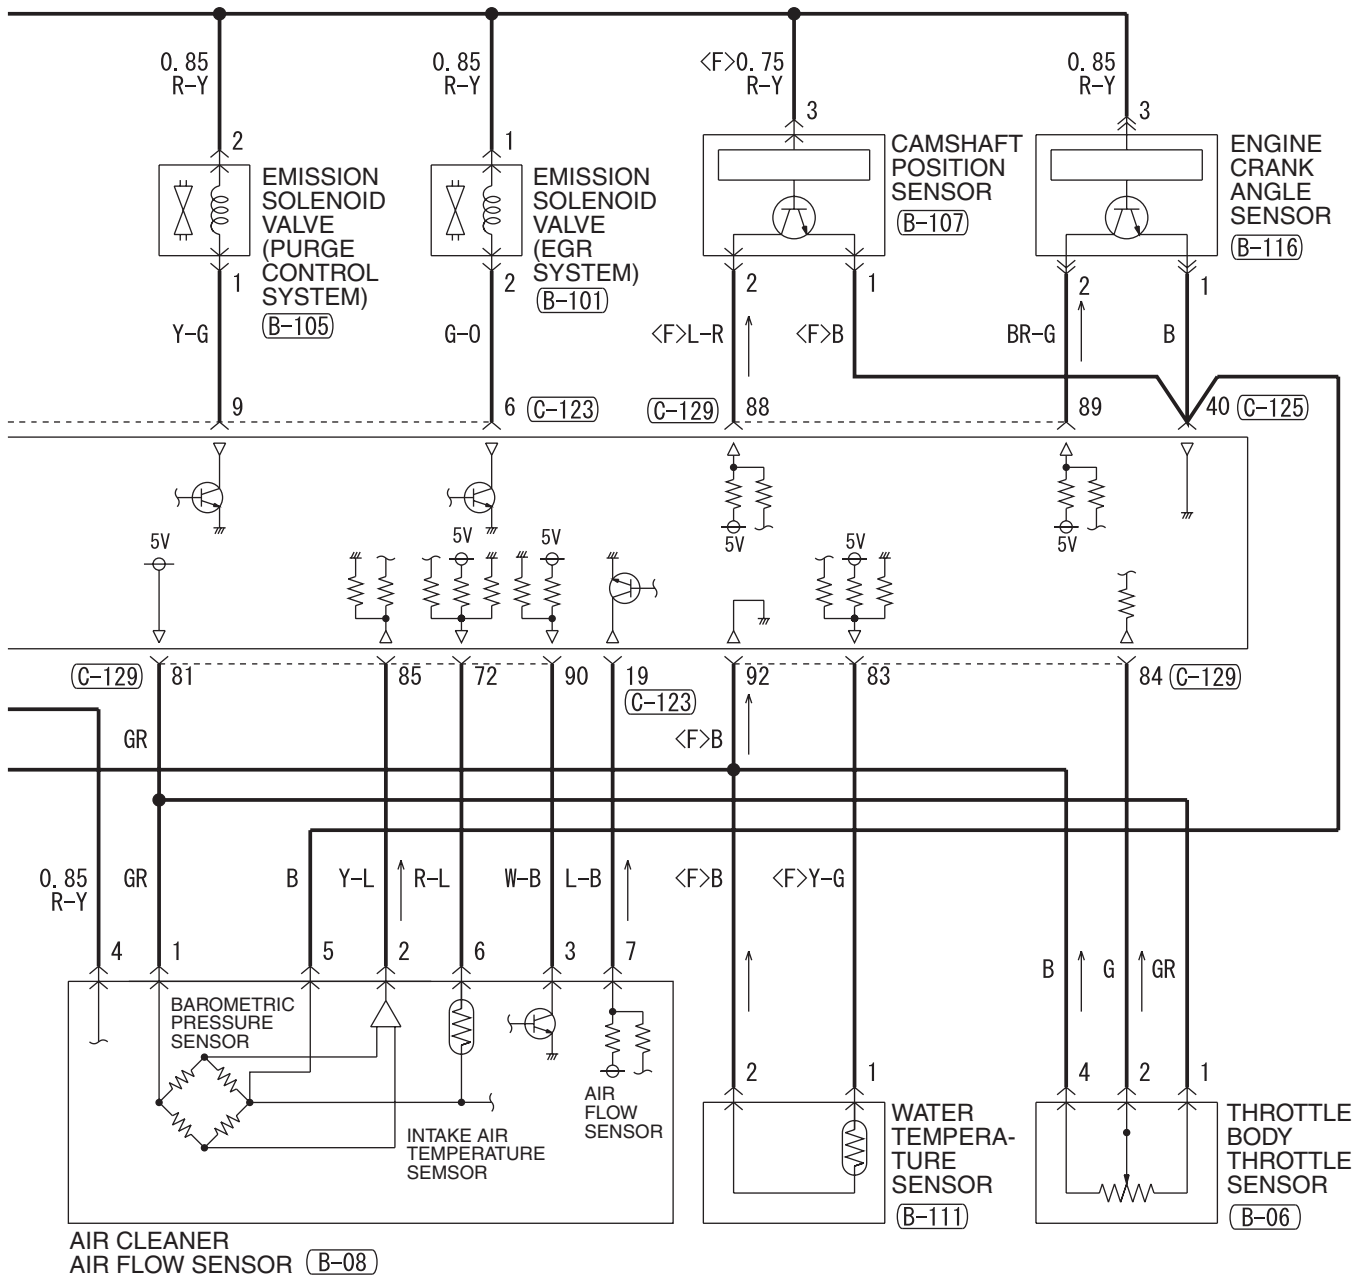 0.85
R-Y
0.85
R-Y
<F>0.75
R-Y
0.85
R-Y
2
1
3
3
EMISSION
SOLENOID
VALVE
(PURGE
CONTROL
SYSTEM)
B-105
EMISSION
SOLENOID
VALVE
(EGR
SYSTEM)
B-101
CAMSHAFT
POSITION
SENSOR
B-107
ENGINE
CRANK
ANGLE
SENSOR
B-116
1
2
2
1
2
1
Y-G
G-O
<F>L-R
<F>B
BR-G
B
9
6
C-123
C-129
88
89
40
C-125
5V
5V
5V
5V
5V
5V
C-129
81
85
72
90
19
C-123
92
83
84
C-129
GR
<F>B
0.85
R-Y
GR
B
Y-L
R-L
W-B
L-B
<F>B
<F>Y-G
4
1
5
2
6
3
7
B
G
GR
BAROMETRIC
PRESSURE
SENSOR
INTAKE AIR
TEMPERATURE
SEMSOR
AIR
FLOW
SENSOR
2
1
4
2
1
WATER
TEMPERA-
TURE
SENSOR
B-111
THROTTLE
BODY
THROTTLE
SENSOR
B-06
AIR CLEANER
AIR FLOW SENSOR
B-08